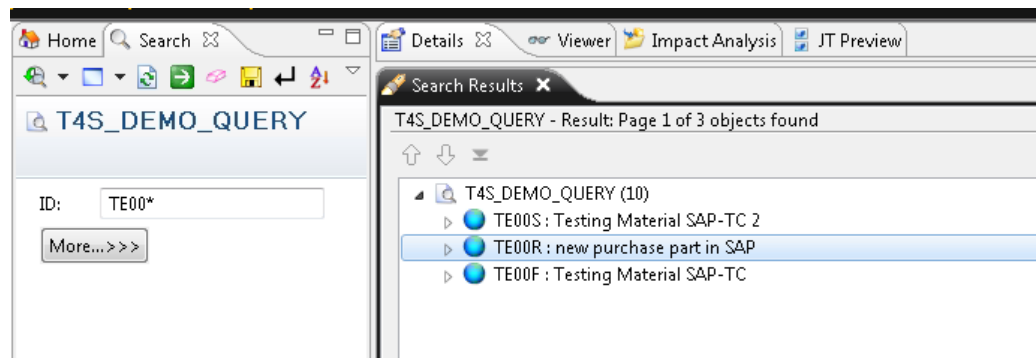 Home Search
Details Viewer Impact Analysis JT Preview
Search Results
T4S_DEMO_QUERY
T4S_DEMO_QUERY - Result: Page 1 of 3 objects found
ID: TE00*
More...>>>
T4S_DEMO_QUERY (10)
TE00S : Testing Material SAP-TC 2
TE00R : new purchase part in SAP
TE00F : Testing Material SAP-TC